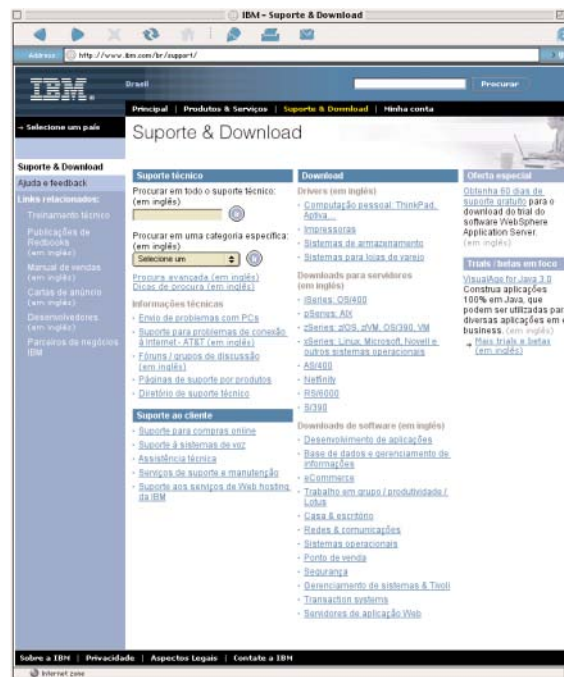 IBM - Suporte & Download
Address:
http://www.ibm.com/br/support/
IBM.
Brasil
Procurar
Principal | Produtos & Serviços | Suporte & Download | Minha conta
→ Selecione um país
Suporte & Download
Suporte & Download
Ajuda e feedback
Links relacionados:
Treinamento técnico
Publicações de
Redbooks
(em inglês)
Manual de vendas
(em inglês)
Cartas de anúncio
(em inglês)
Desenvolvedores
(em inglês)
Parceiros de negócios
IBM
Suporte técnico
Procurar em todo o suporte técnico:
(em inglês)
Procurar em uma categoria específica:
(em inglês)
Selecione um
Procura avançada (em inglês)
Dicas de procura (em inglês)
Informações técnicas
· Envio de problemas com PCs
· Suporte para problemas de conexão
à Internet - AT&T (em inglês)
· Fóruns / grupos de discussão
(em inglês)
· Páginas de suporte por produtos
· Diretório de suporte técnico
Suporte ao cliente
· Suporte para compras online
· Suporte à sistemas de voz
· Assistência técnica
· Serviços de suporte e manutenção
· Suporte aos serviços de Web hosting
da IBM
Download
Drivers (em inglês)
· Computação pessoal: ThinkPad,
Aptiva...
· Impressoras
· Sistemas de armazenamento
· Sistemas para lojas de varejo
Downloads para servidores
(em inglês)
· iSeries: OS/400
· pSeries: AIX
· zSeries: z/OS, z/VM, OS/390, VM
· xSeries: Linux, Microsoft, Novell e
outros sistemas operacionais
· AS/400
· Netfinity
· RS/6000
· S/390
Downloads de software (em inglês)
· Desenvolvimento de aplicações
· Base de dados e gerenciamento de
informações
· eCommerce
· Trabalho em grupo / produtividade /
Lotus
· Casa & escritório
· Redes & comunicações
· Sistemas operacionais
· Ponto de venda
· Segurança
· Gerenciamento de sistemas & Tivoli
· Transaction systems
· Servidores de aplicação Web
Oferta especial
Obtenha 60 dias de
suporte gratuito para o
download do trial do
software WebSphere
Application Server.
(em inglês)
Trials / betas em foco
VisualAge for Java 3.0
Construa aplicações
100% em Java, que
podem ser utilizadas par
diversas aplicações em e
business. (em inglês)
→ Mais trials e betas
(em inglês)
Sobre a IBM | Privacidade | Aspectos Legais | Contate a IBM
Internet zone